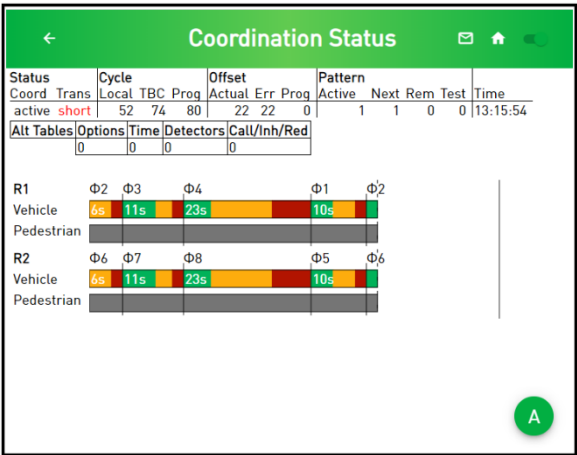 Coordination Status
Status Cycle Offset Pattern
Coord Trans Local TBC Prog Actual Err Prog Active Next Rem Test Time
active short 52 74 80 22 22 0 1 1 0 0 13:15:54
Alt Tables Options Time Detectors Call/Inh/Red
0 0 0 0
R1 Φ2 Φ3 Φ4 Φ1 Φ2
Vehicle 6s 11s 23s 10s
Pedestrian
R2 Φ6 Φ7 Φ8 Φ5 Φ6
Vehicle 6s 11s 23s 10s
Pedestrian
A